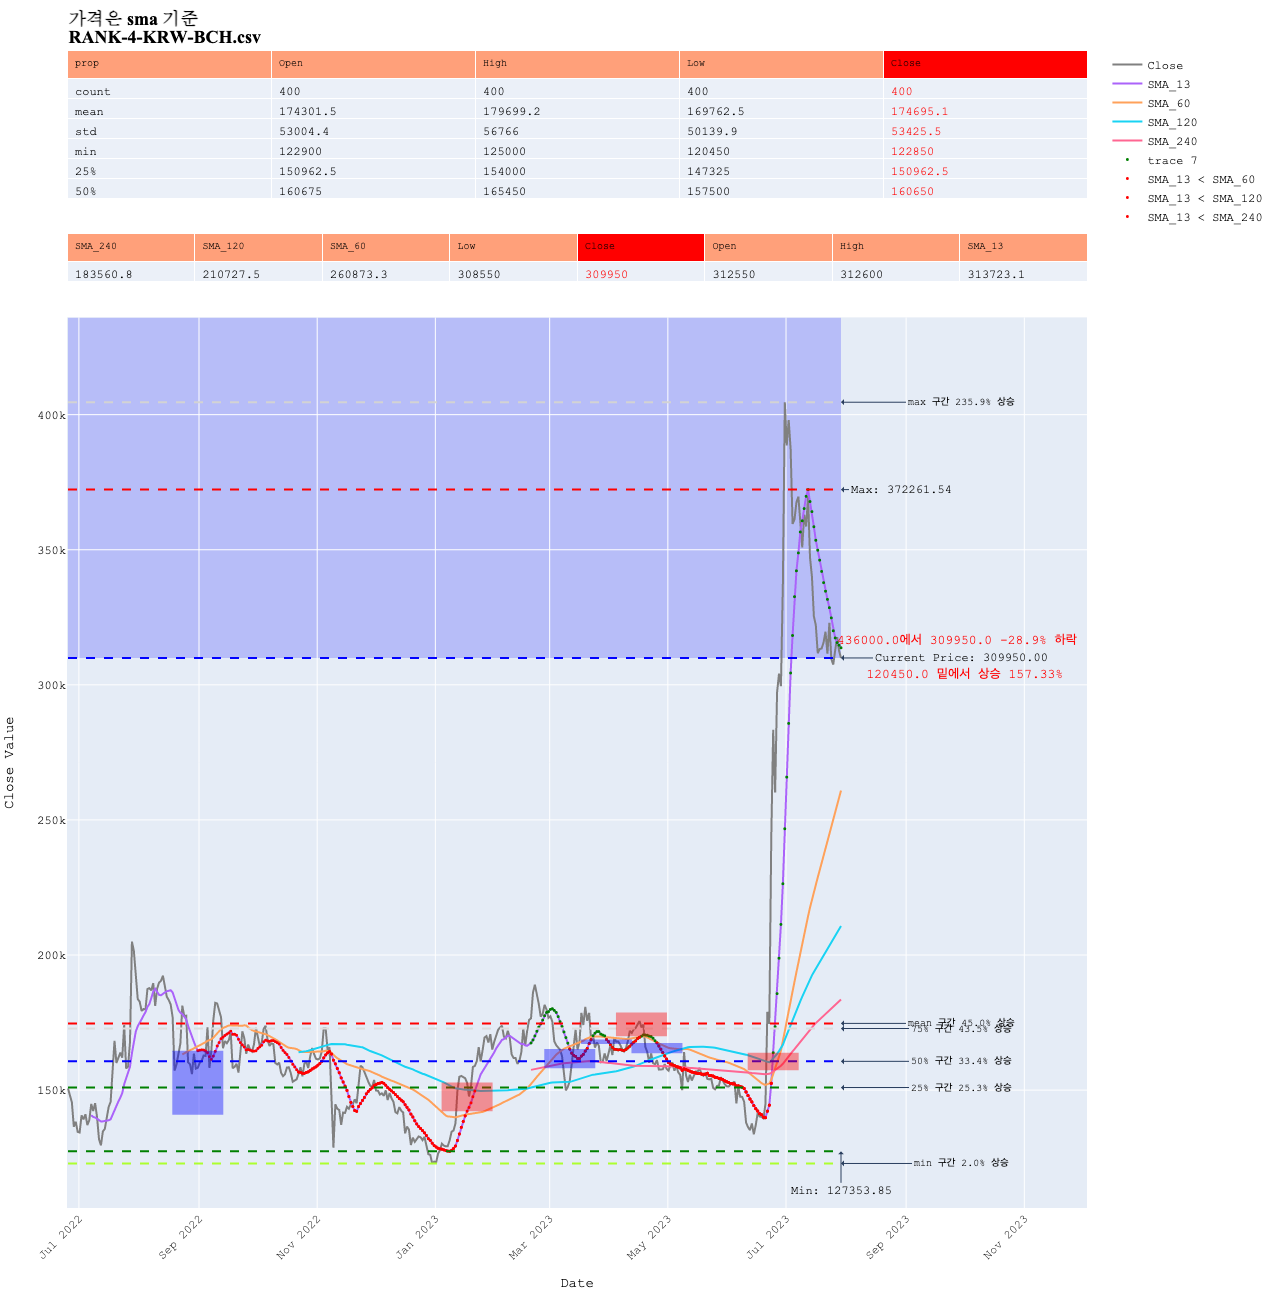 가격은 sma 기준
RANK-4-KRW-BCH.csv
prop Open High Low Close
count 400 400 400 400
mean 174301.5 179699.2 169762.5 174695.1
std 53004.4 56766 50139.9 53425.5
min 122900 125000 120450 122850
25% 150962.5 154000 147325 150962.5
50% 160675 165450 157500 160650
SMA_240 SMA_120 SMA_60 Low Close Open High SMA_13
183560.8 210727.5 260873.3 308550 309950 312550 312600 313723.1
Close
SMA_13
SMA_60
SMA_120
SMA_240
trace 7
SMA_13 < SMA_60
SMA_13 < SMA_120
SMA_13 < SMA_240
Close Value
400k
350k
300k
250k
200k
150k
max 구간 235.9% 상승
Max: 372261.54
436000.0에서 309950.0 -28.9% 하락
Current Price: 309950.00
120450.0 밑에서 상승 157.33%
mean 구간 45.0% 상승
75% 구간 43.5% 상승
50% 구간 33.4% 상승
25% 구간 25.3% 상승
min 구간 2.0% 상승
Min: 127353.85
Jul 2022
Sep 2022
Nov 2022
Jan 2023
Mar 2023
May 2023
Jul 2023
Sep 2023
Nov 2023
Date